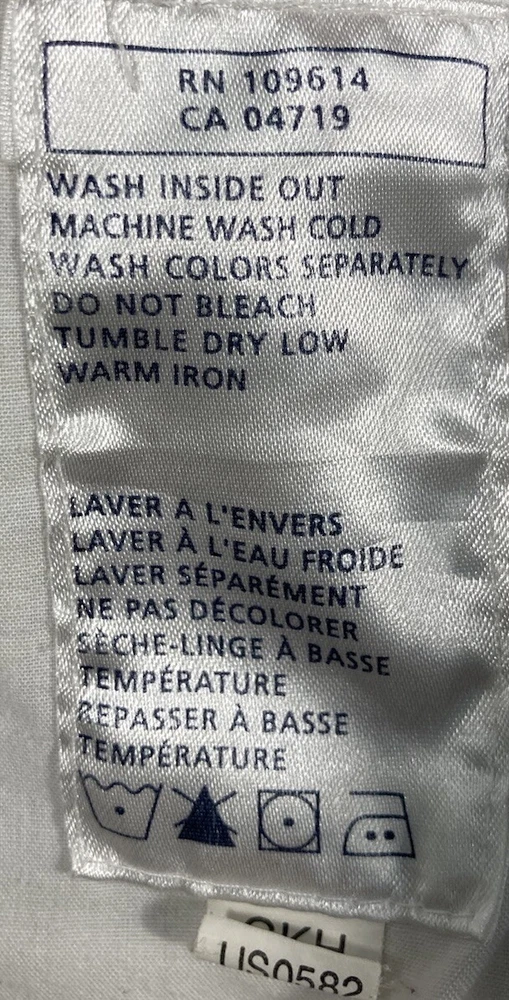 RN 109614
CA 04719
WASH INSIDE OUT
MACHINE WASH COLD
WASH COLORS SEPARATELY
DO NOT BLEACH
TUMBLE DRY LOW
WARM IRON
LAVER À L'ENVERS
LAVER À L'EAU FROIDE
LAVER SÉPARÉMENT
NE PAS DÉCOLORER
SÈCHE-LINGE À BASSE
TEMPÉRATURE
REPASSER À BASSE
TEMPÉRATURE
US0582